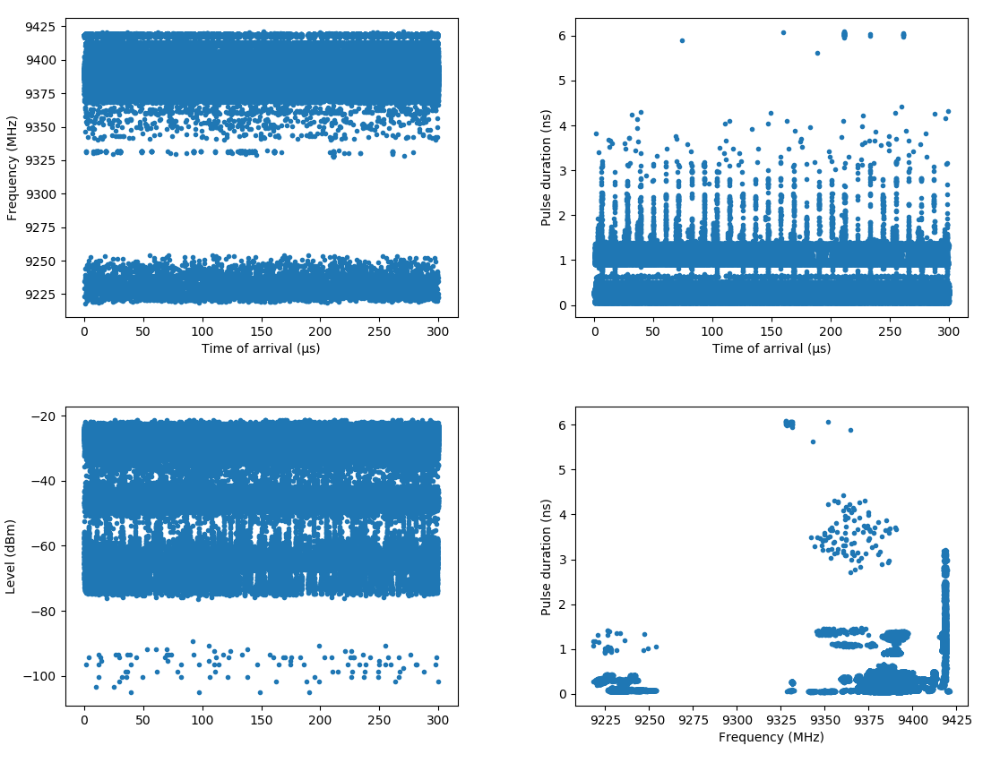 9425
9400
9375
9350
9325
9300
9275
9250
9225
Frequency (MHz)
0 50 100 150 200 250 300
Time of arrival (µs)
6
5
4
3
2
1
0
Pulse duration (ns)
0 50 100 150 200 250 300
Time of arrival (µs)
−20
−40
−60
−80
−100
Level (dBm)
0 50 100 150 200 250 300
6
5
4
3
2
1
0
Pulse duration (ns)
9225 9250 9275 9300 9325 9350 9375 9400 9425
Frequency (MHz)